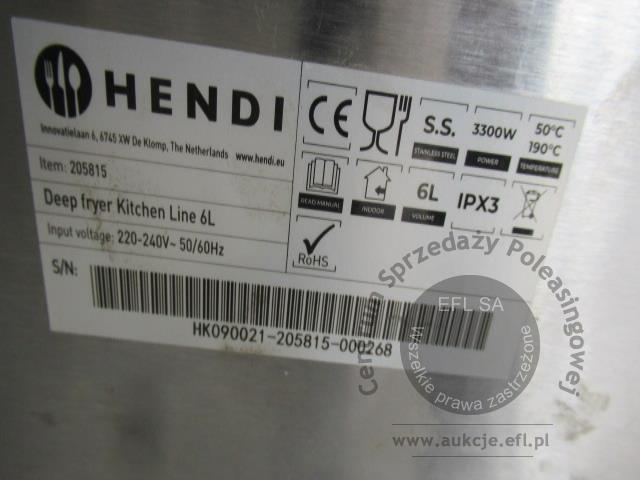 HENDI
Innovatielaan 6, 6745 XW De Klomp, The Netherlands www.hendi.eu
Item: 205815
Deep fryer Kitchen Line 6L
Input voltage: 220-240V~ 50/60Hz
S/N:
HK090021-205815-000268
CE
S.S.
STAINLESS STEEL
3300W
POWER
50°C
190°C
TEMPERATURE
READ MANUAL
INDOOR
6L
VOLUME
IPX3
RoHS
Centrum Sprzedaży Poleasingowej
EFL SA
Wszelkie prawa zastrzeżone
www.aukcje.efl.pl